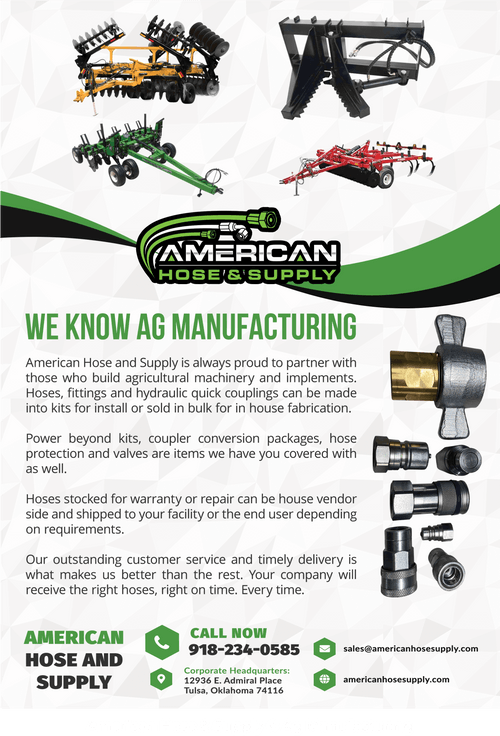 AMERICAN
HOSE & SUPPLY
WE KNOW AG MANUFACTURING
American Hose and Supply is always proud to partner with
those who build agricultural machinery and implements.
Hoses, fittings and hydraulic quick couplings can be made
into kits for install or sold in bulk for in house fabrication.
Power beyond kits, coupler conversion packages, hose
protection and valves are items we have you covered with
as well.
Hoses stocked for warranty or repair can be house vendor
side and shipped to your facility or the end user depending
on requirements.
Our outstanding customer service and timely delivery is
what makes us better than the rest. Your company will
receive the right hoses, right on time. Every time.
AMERICAN
HOSE AND
SUPPLY
CALL NOW
918-234-0585
Corporate Headquarters:
12936 E. Admiral Place
Tulsa, Oklahoma 74116
sales@americanhosesupply.com
americanhosesupply.com